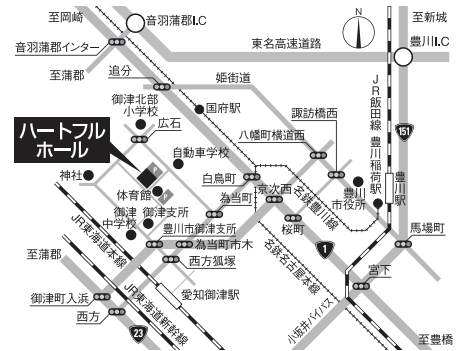 至岡崎
音羽蒲郡I.C
N
至新城
音羽蒲郡インター
東名高速道路
豊川I.C
至蒲郡
追分
姫街道
御津北部
小学校
国府駅
諏訪橋西
JR飯田線
豊川稲荷駅
151
広石
八幡町横道西
ハートフル
ホール
自動車学校
豊川駅
神社
白鳥町
京次西
名鉄豊川線
豊川
市役所
体育館
為当町
馬場町
御津
中学校
御津支所
桜町
JR東海道本線
豊川市御津支所
為当町市木
1
至蒲郡
西方狐塚
名鉄名古屋本線
宮下
御津町入浜
JR東海道新幹線
愛知御津駅
小坂井バイパス
西方
23
至豊橋